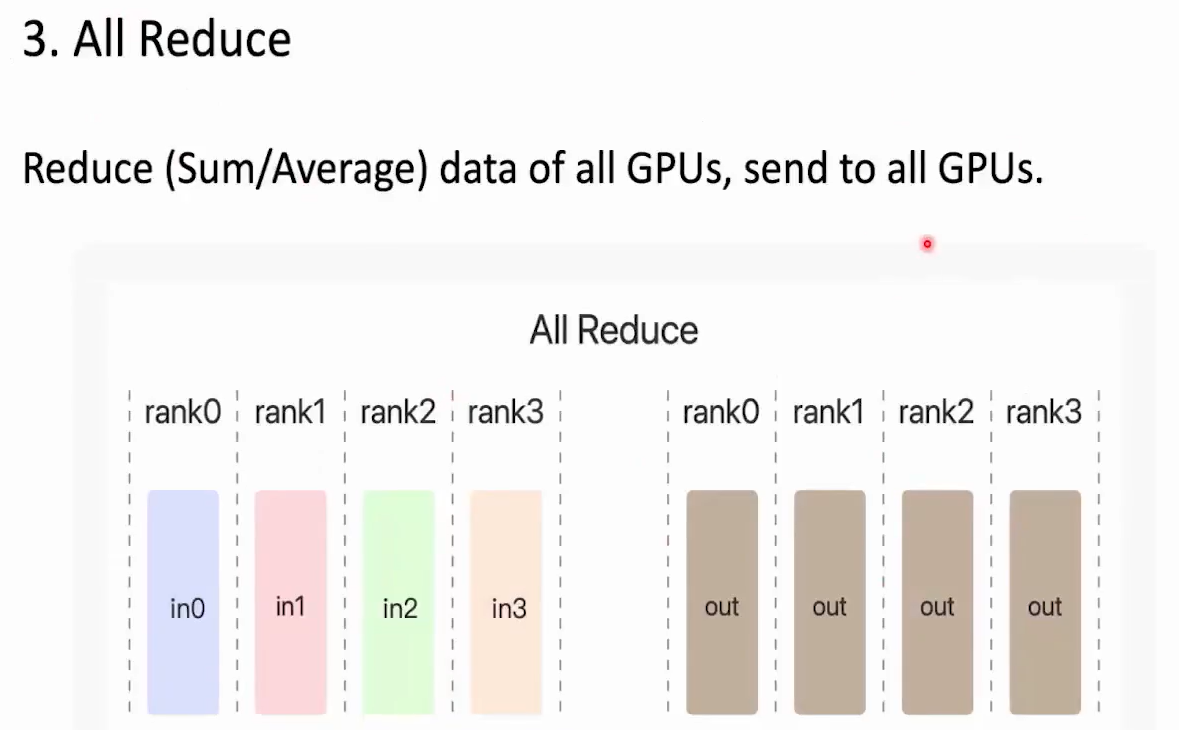 3. All Reduce
Reduce (Sum/Average) data of all GPUs, send to all GPUs.
All Reduce
rank0 rank1 rank2 rank3 rank0 rank1 rank2 rank3
in0 in1 in2 in3 out out out out